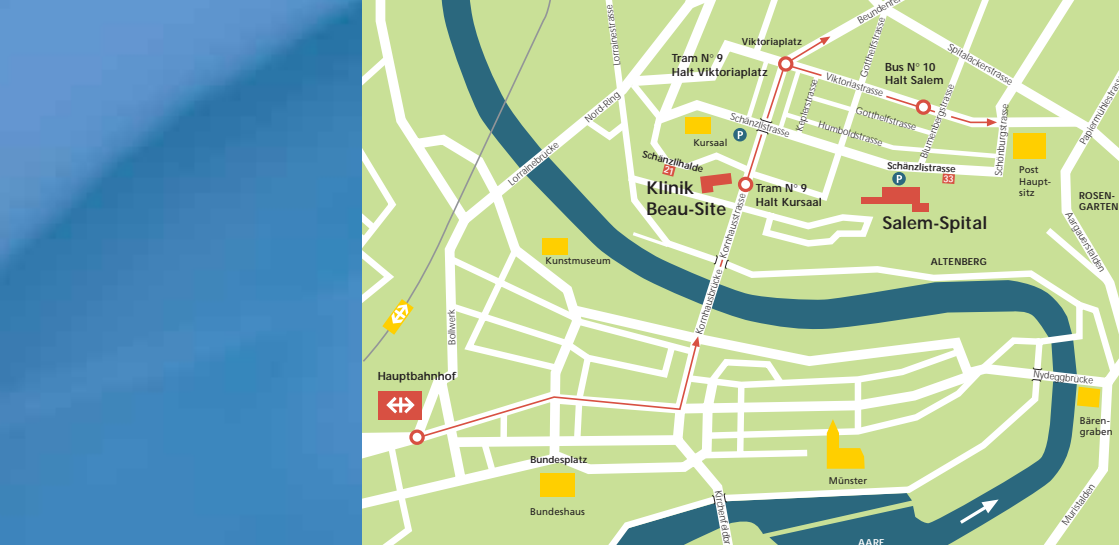 Beundenfeld
Lorrainestrasse
Viktoriaplatz
Gotthelfstrasse
Spitalackerstrasse
Tram N° 9
Halt Viktoriaplatz
Bus N° 10
Halt Salem
Viktoriastrasse
Keplerstrasse
Nord-Ring
Gotthelfstrasse
Blumenbergstrasse
Schönburgstrasse
Papiermühlestrasse
Schänzlistrasse
Humboldtstrasse
P
Kursaal
Lorrainebrücke
Schänzlihalde
21
Schänzlistrasse
P
33
Post
Haupt-
sitz
Klinik
Beau-Site
Tram N° 9
Halt Kursaal
ROSEN-
GARTEN
Salem-Spital
Kornhausstrasse
Aargauerstalden
Kunstmuseum
ALTENBERG
Kornhausbrücke
Bollwerk
Hauptbahnhof
Nydeggbrücke
Bären-
graben
Bundesplatz
Münster
Bundeshaus
Muristalden
AARE